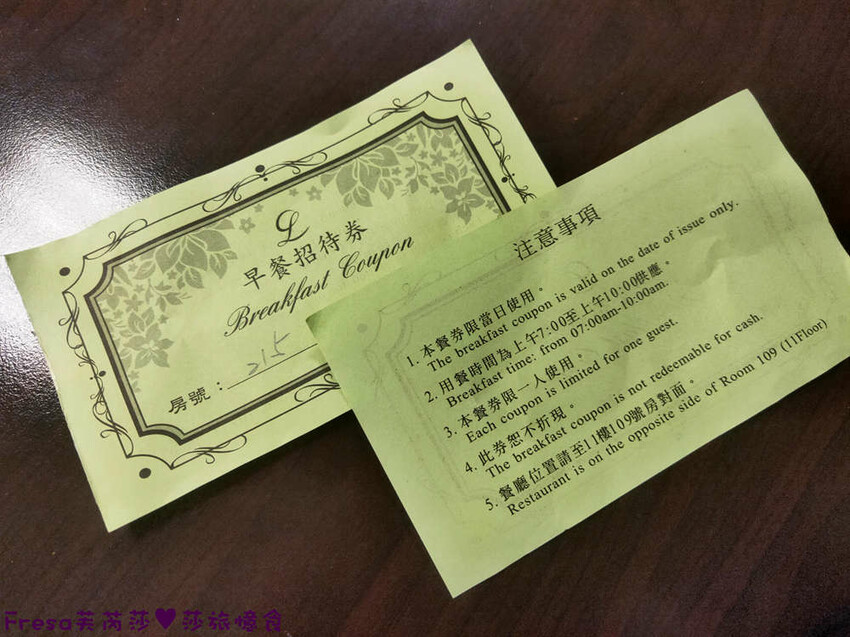 L
早餐招待券
Breakfast Coupon
房號：215
注意事項
1. 本餐券限當日使用。
The breakfast coupon is valid on the date of issue only.
2. 用餐時間為上午7:00至上午10:00供應。
Breakfast time: from 07:00am-10:00am.
3. 本餐券限一人使用。
Each coupon is limited for one guest.
4. 此券恕不折現。
The breakfast coupon is not redeemable for cash.
5. 餐廳位置請至11樓109號房對面。
Restaurant is on the opposite side of Room 109 (11Floor)
Fresa芙芮莎♥莎旅憶食